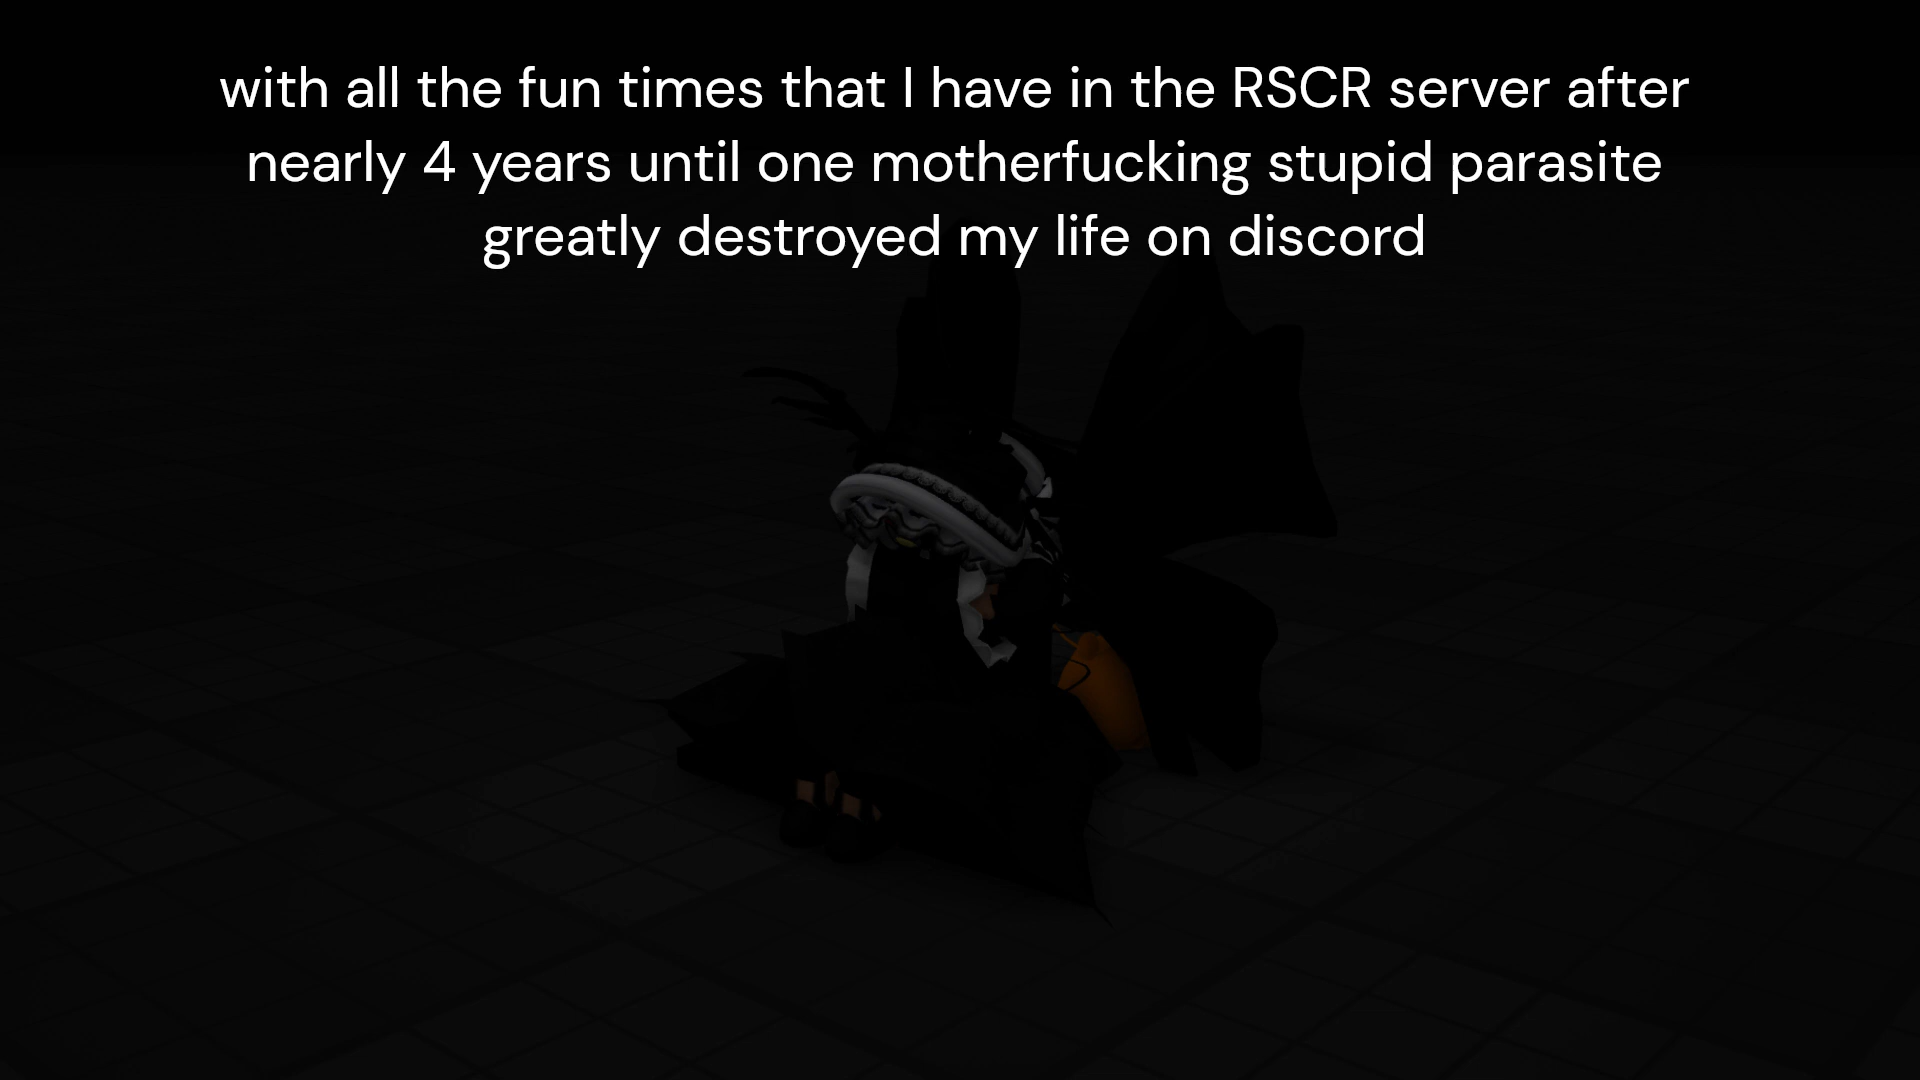 with all the fun times that I have in the RSCR server after
nearly 4 years until one motherfucking stupid parasite
greatly destroyed my life on discord